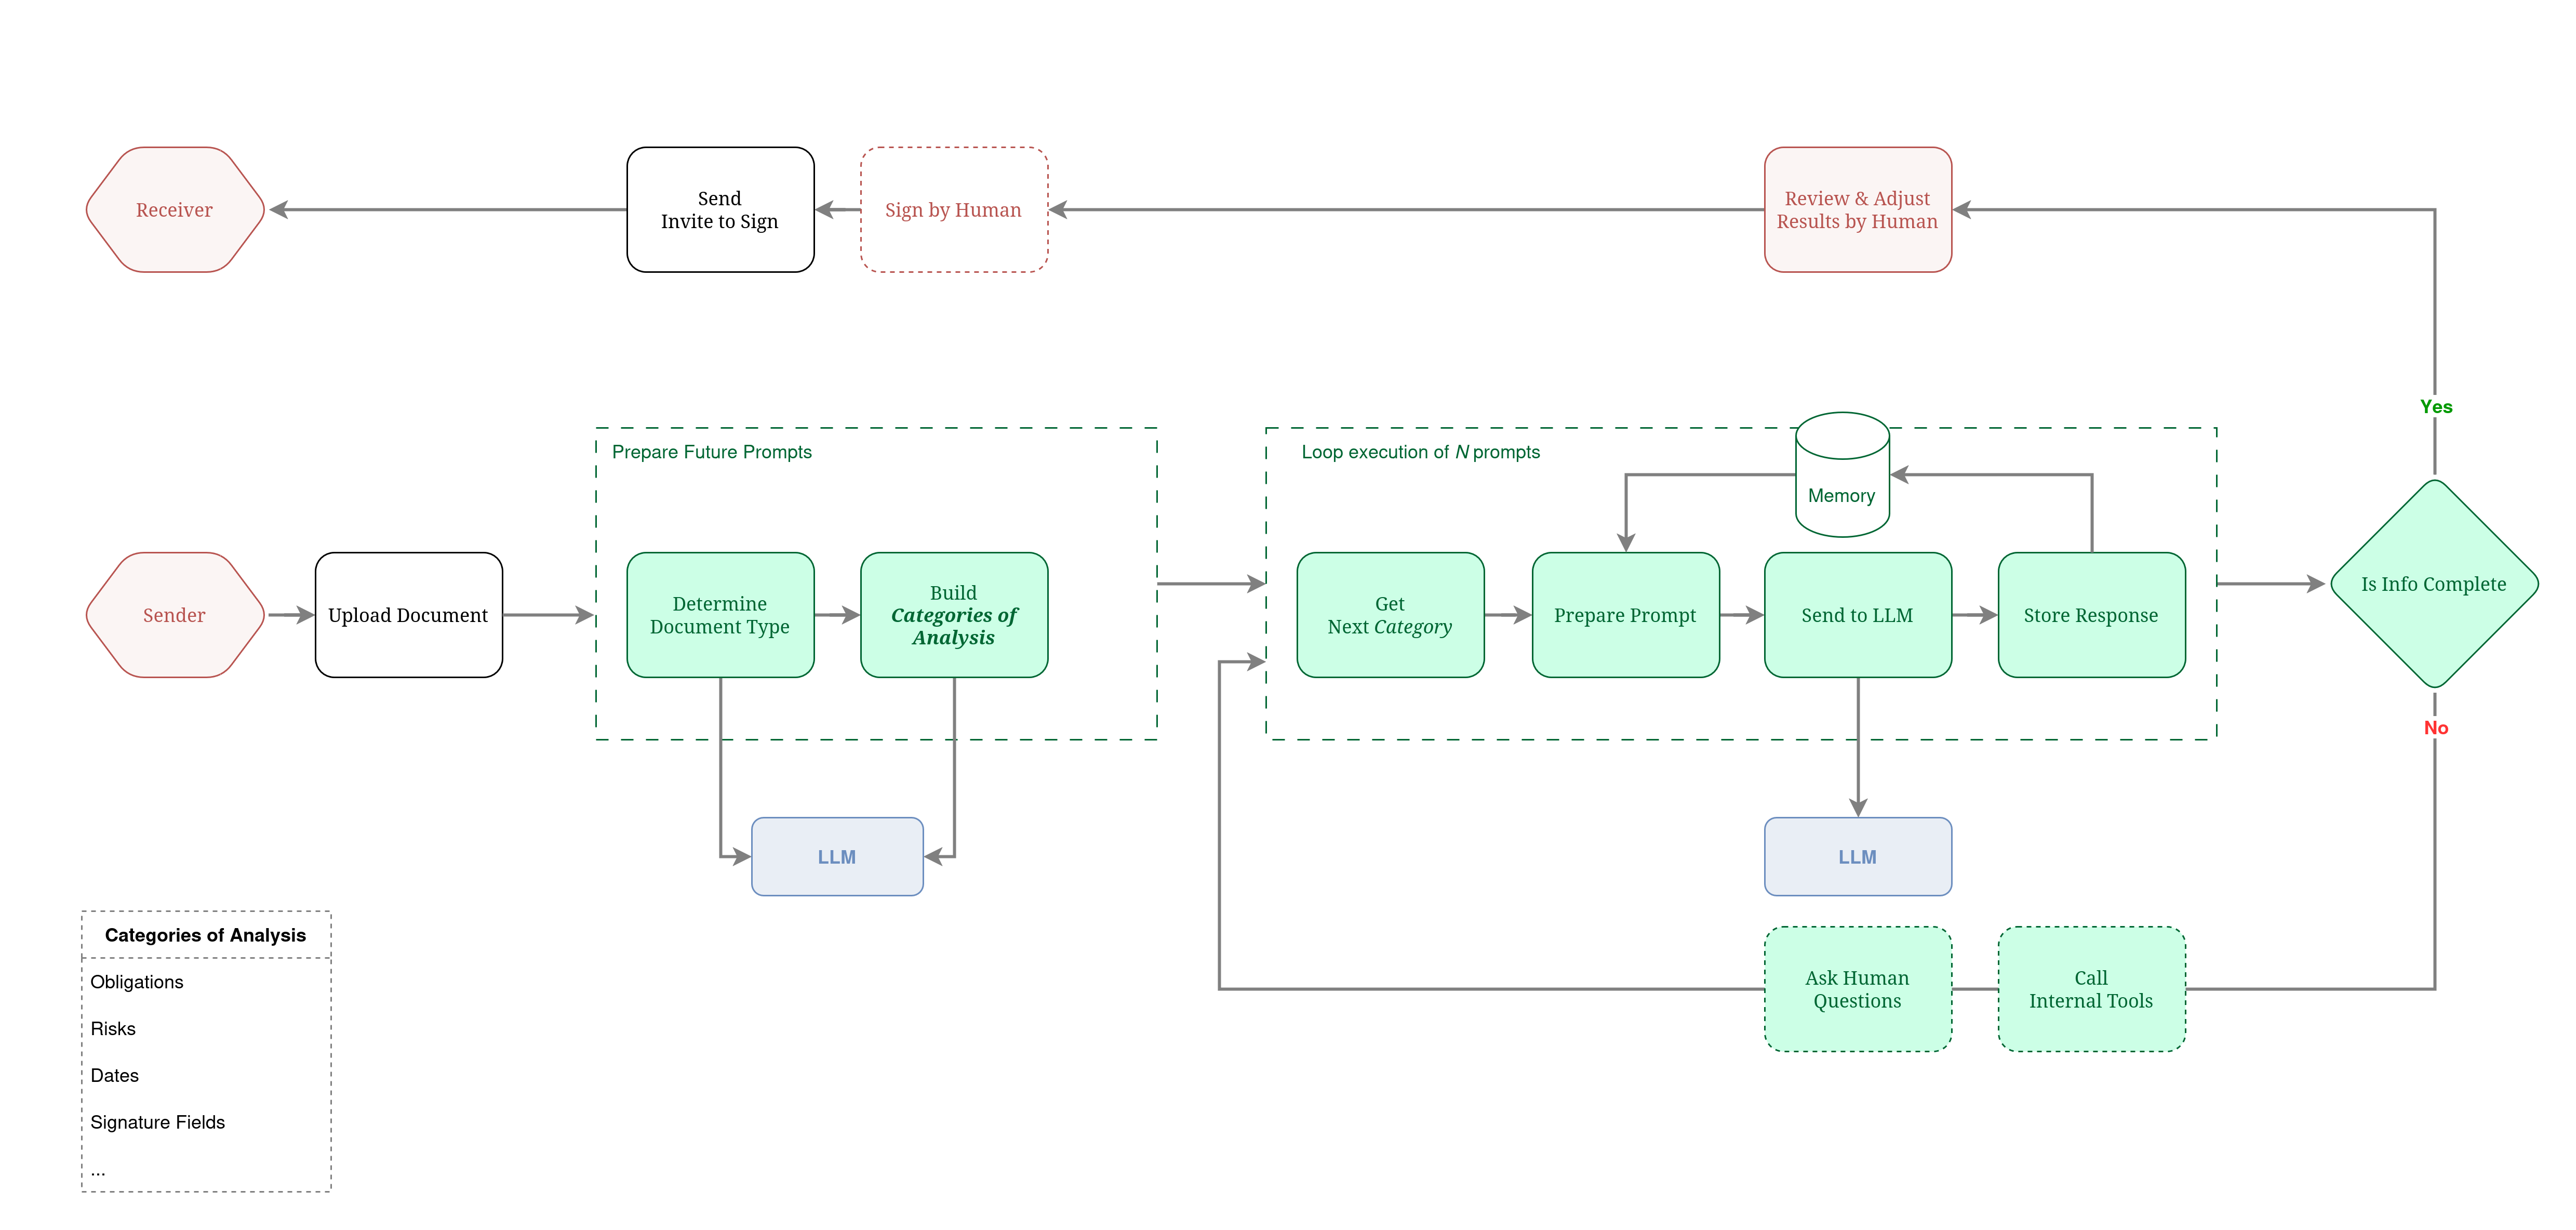 Receiver
Send
Invite to Sign
Sign by Human
Review & Adjust
Results by Human
Yes
Prepare Future Prompts
Loop execution of N prompts
Memory
Sender
Upload Document
Determine
Document Type
Build
Categories of
Analysis
Get
Next Category
Prepare Prompt
Send to LLM
Store Response
Is Info Complete
No
LLM
LLM
Categories of Analysis
Obligations
Risks
Dates
Signature Fields
...
Ask Human
Questions
Call
Internal Tools